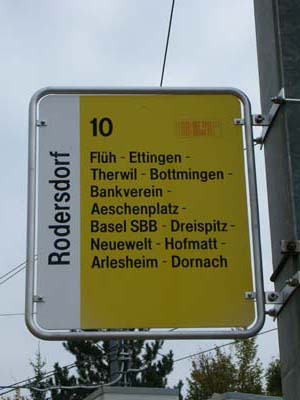 Rodersdorf
10
Flüh - Ettingen -
Therwil - Bottmingen -
Bankverein -
Aeschenplatz -
Basel SBB - Dreispitz -
Neuewelt - Hofmatt -
Arlesheim - Dornach